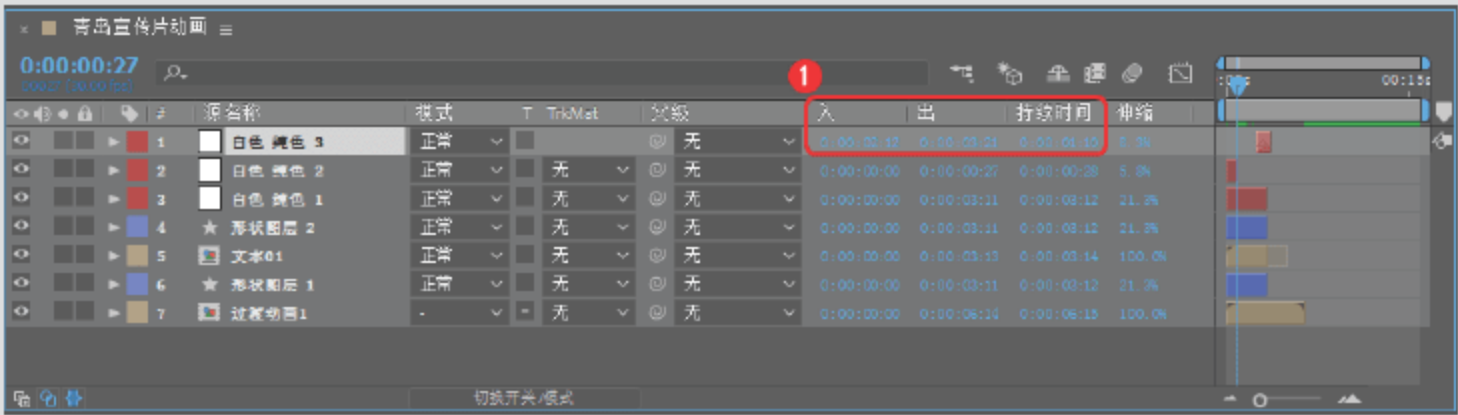 青岛宣传片动画
0:00:00:27
:00s 00:15s
1
# 源名称 模式 T TrkMat 父级 入 出 持续时间 伸缩
1 白色 纯色 3 正常 无
2 白色 纯色 2 正常 无 无 0:00:00:00 0:00:00:27 0:00:00:28 5.8%
3 白色 纯色 1 正常 无 无 0:00:00:00 0:00:03:11 0:00:03:12 21.3%
4 形状图层 2 正常 无 无 0:00:00:00 0:00:03:11 0:00:03:12 21.3%
5 文本01 正常 无 无 0:00:00:00 0:00:03:13 0:00:03:14 100.0%
6 形状图层 1 正常 无 无 0:00:00:00 0:00:03:11 0:00:03:12 21.3%
7 过渡动画1 - 无 无 0:00:00:00 100.0%
切换开关/模式